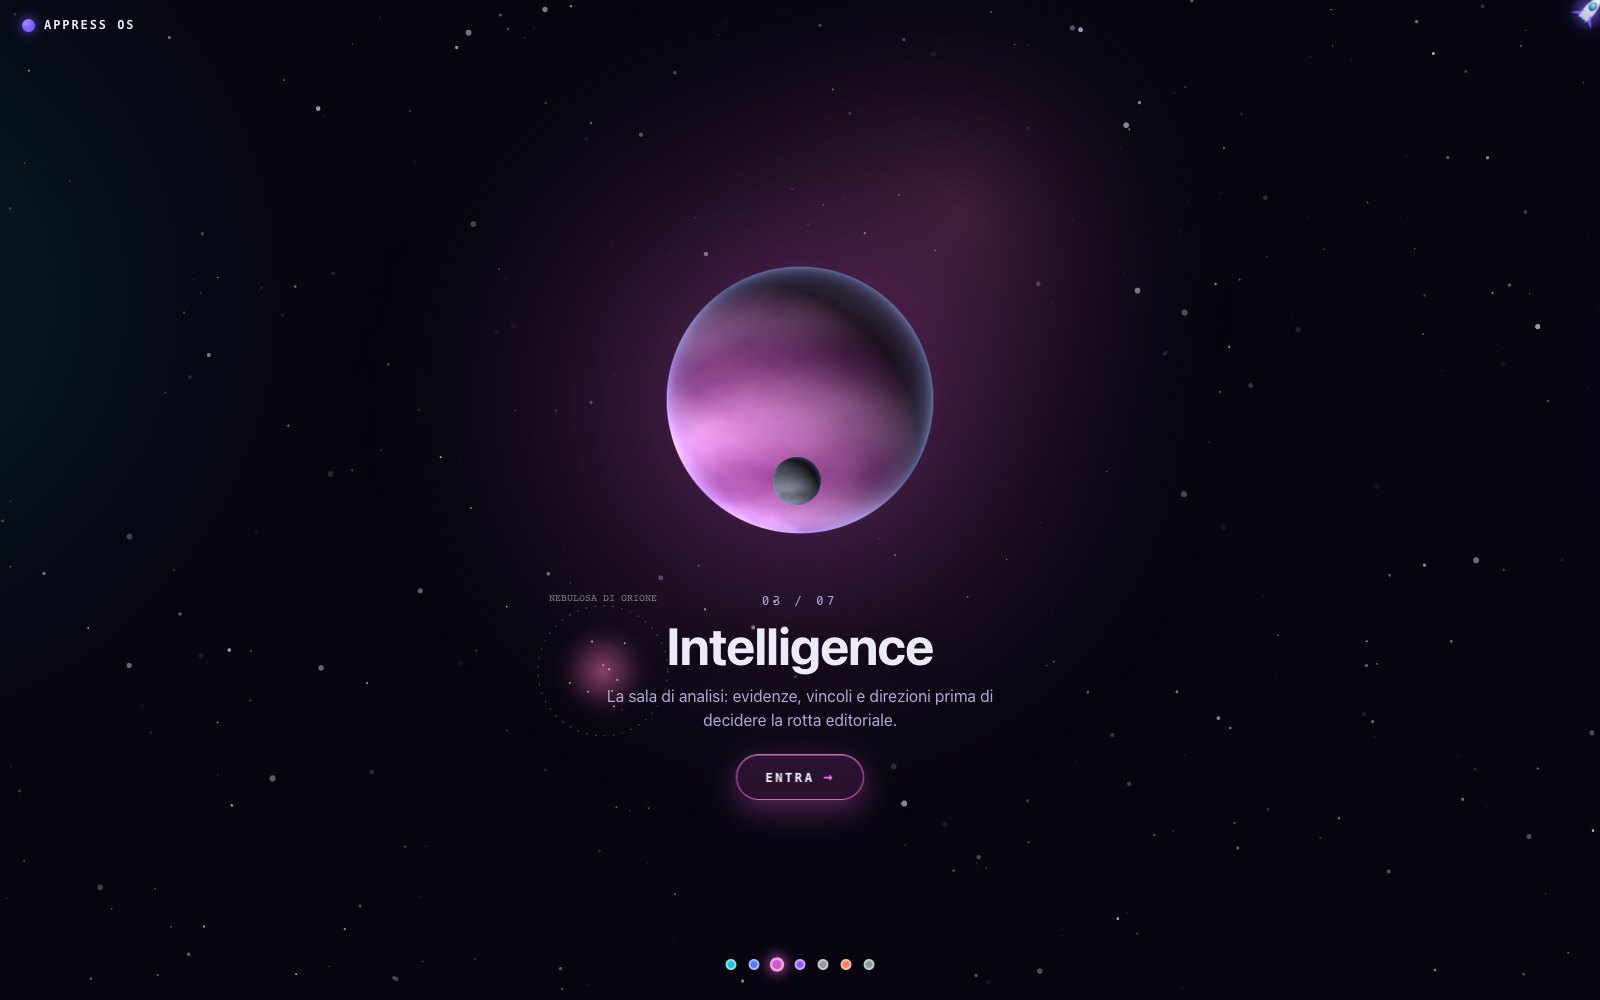 APPRESS OS
NEBULOSA DI ORIONE
03 / 07
Intelligence
La sala di analisi: evidenze, vincoli e direzioni prima di
decidere la rotta editoriale.
ENTRA →